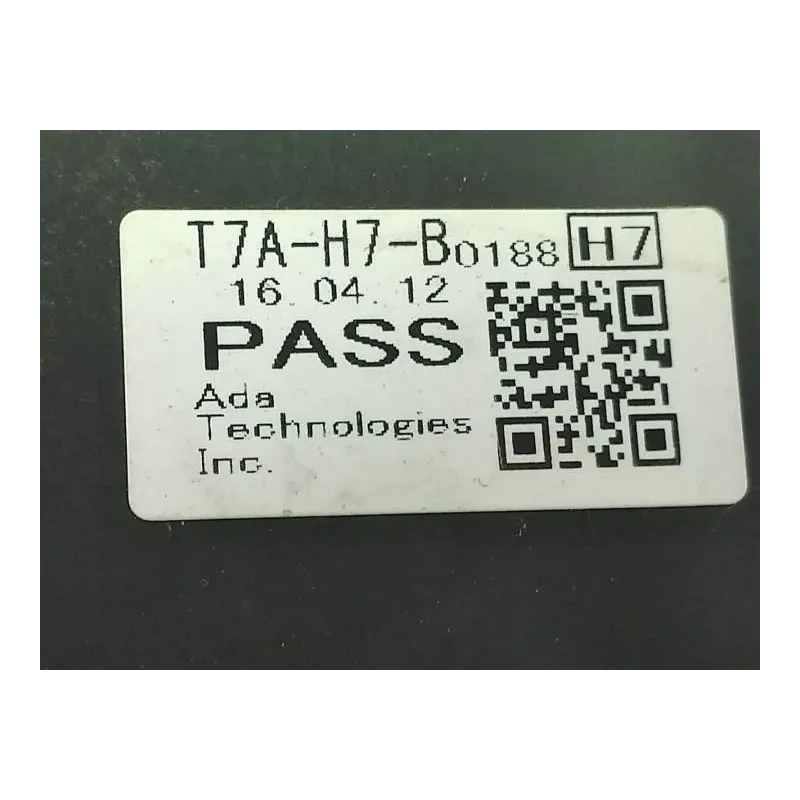 T7A-H7-B0188 H7
16. 04. 12
PASS
Ada
Technologies
Inc.